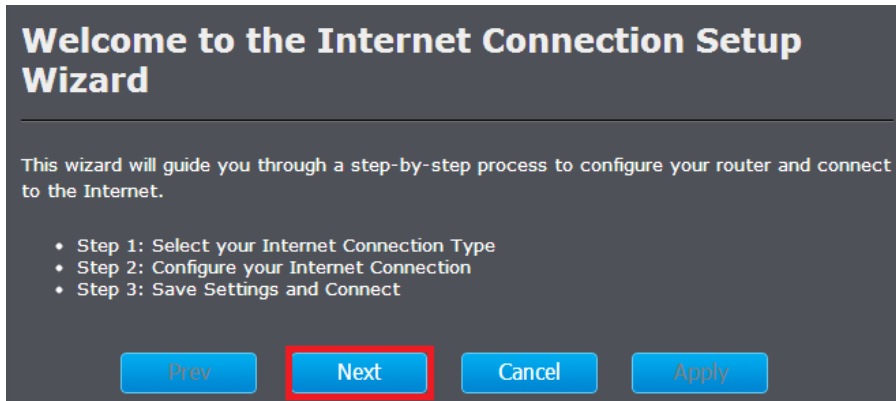 Welcome to the Internet Connection Setup
Wizard
This wizard will guide you through a step-by-step process to configure your router and connect
to the Internet.
• Step 1: Select your Internet Connection Type
• Step 2: Configure your Internet Connection
• Step 3: Save Settings and Connect
Prev Next Cancel Apply